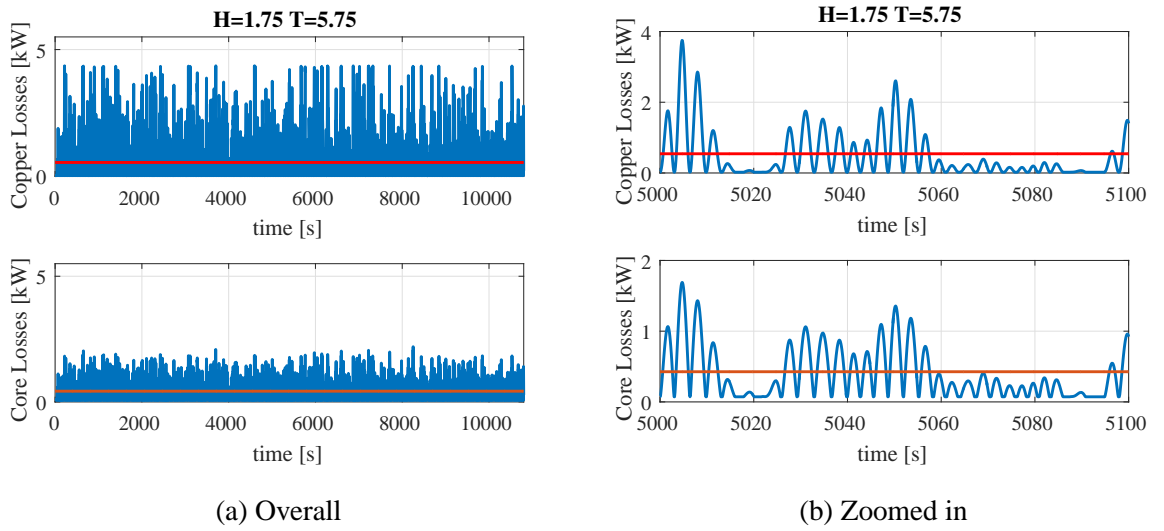 H=1.75 T=5.75
5
0
Copper Losses [kW]
0 2000 4000 6000 8000 10000
time [s]
5
0
Core Losses [kW]
0 2000 4000 6000 8000 10000
time [s]
(a) Overall
H=1.75 T=5.75
4
2
0
Copper Losses [kW]
5000 5020 5040 5060 5080 5100
time [s]
2
1
0
Core Losses [kW]
5000 5020 5040 5060 5080 5100
time [s]
(b) Zoomed in